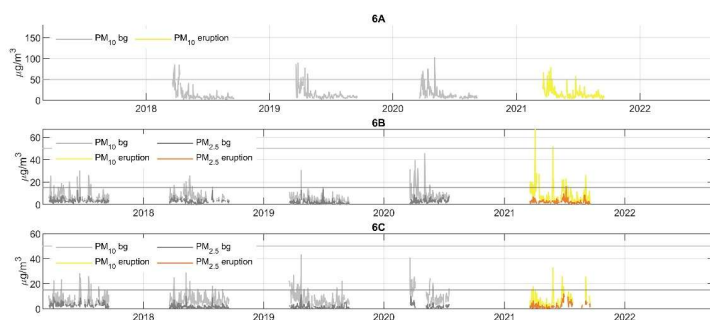 6A
μg/m³
150
100
50
0
PM10 bg
PM10 eruption
2018
2019
2020
2021
2022
6B
μg/m³
60
40
20
0
PM10 bg
PM2.5 bg
PM10 eruption
PM2.5 eruption
2018
2019
2020
2021
2022
6C
μg/m³
60
40
20
0
PM10 bg
PM2.5 bg
PM10 eruption
PM2.5 eruption
2018
2019
2020
2021
2022